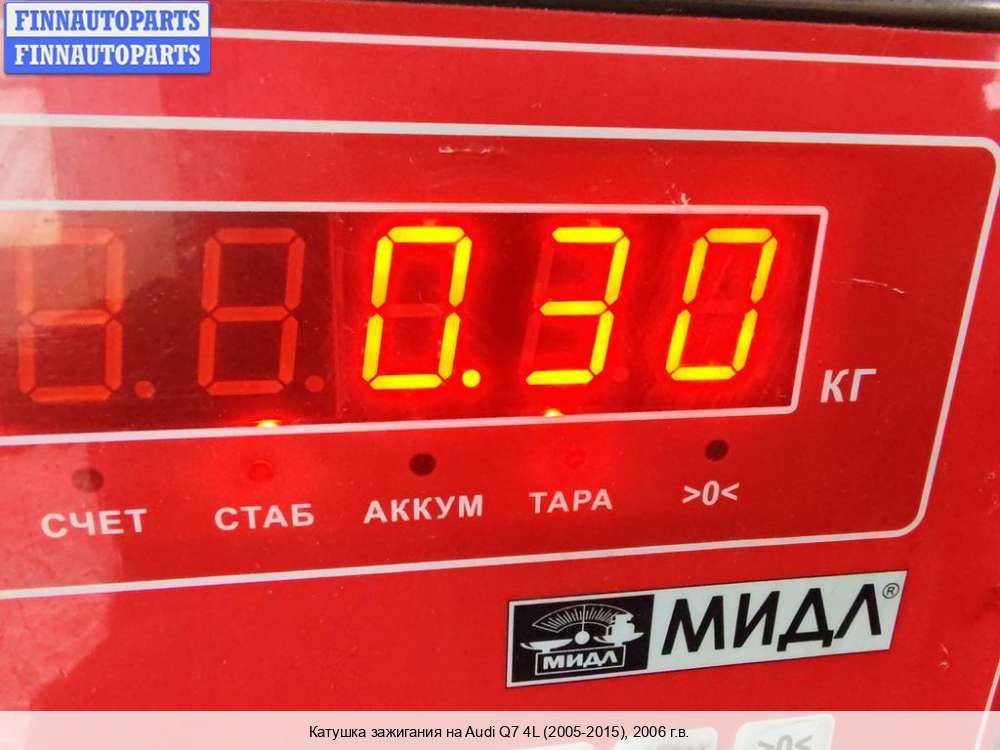 FINNAUTOPARTS
FINNAUTOPARTS
0.30
КГ
СЧЕТ СТАБ АККУМ ТАРА >0<
МИДЛ МИДЛ®
>0<
Катушка зажигания на Audi Q7 4L (2005-2015), 2006 г.в.